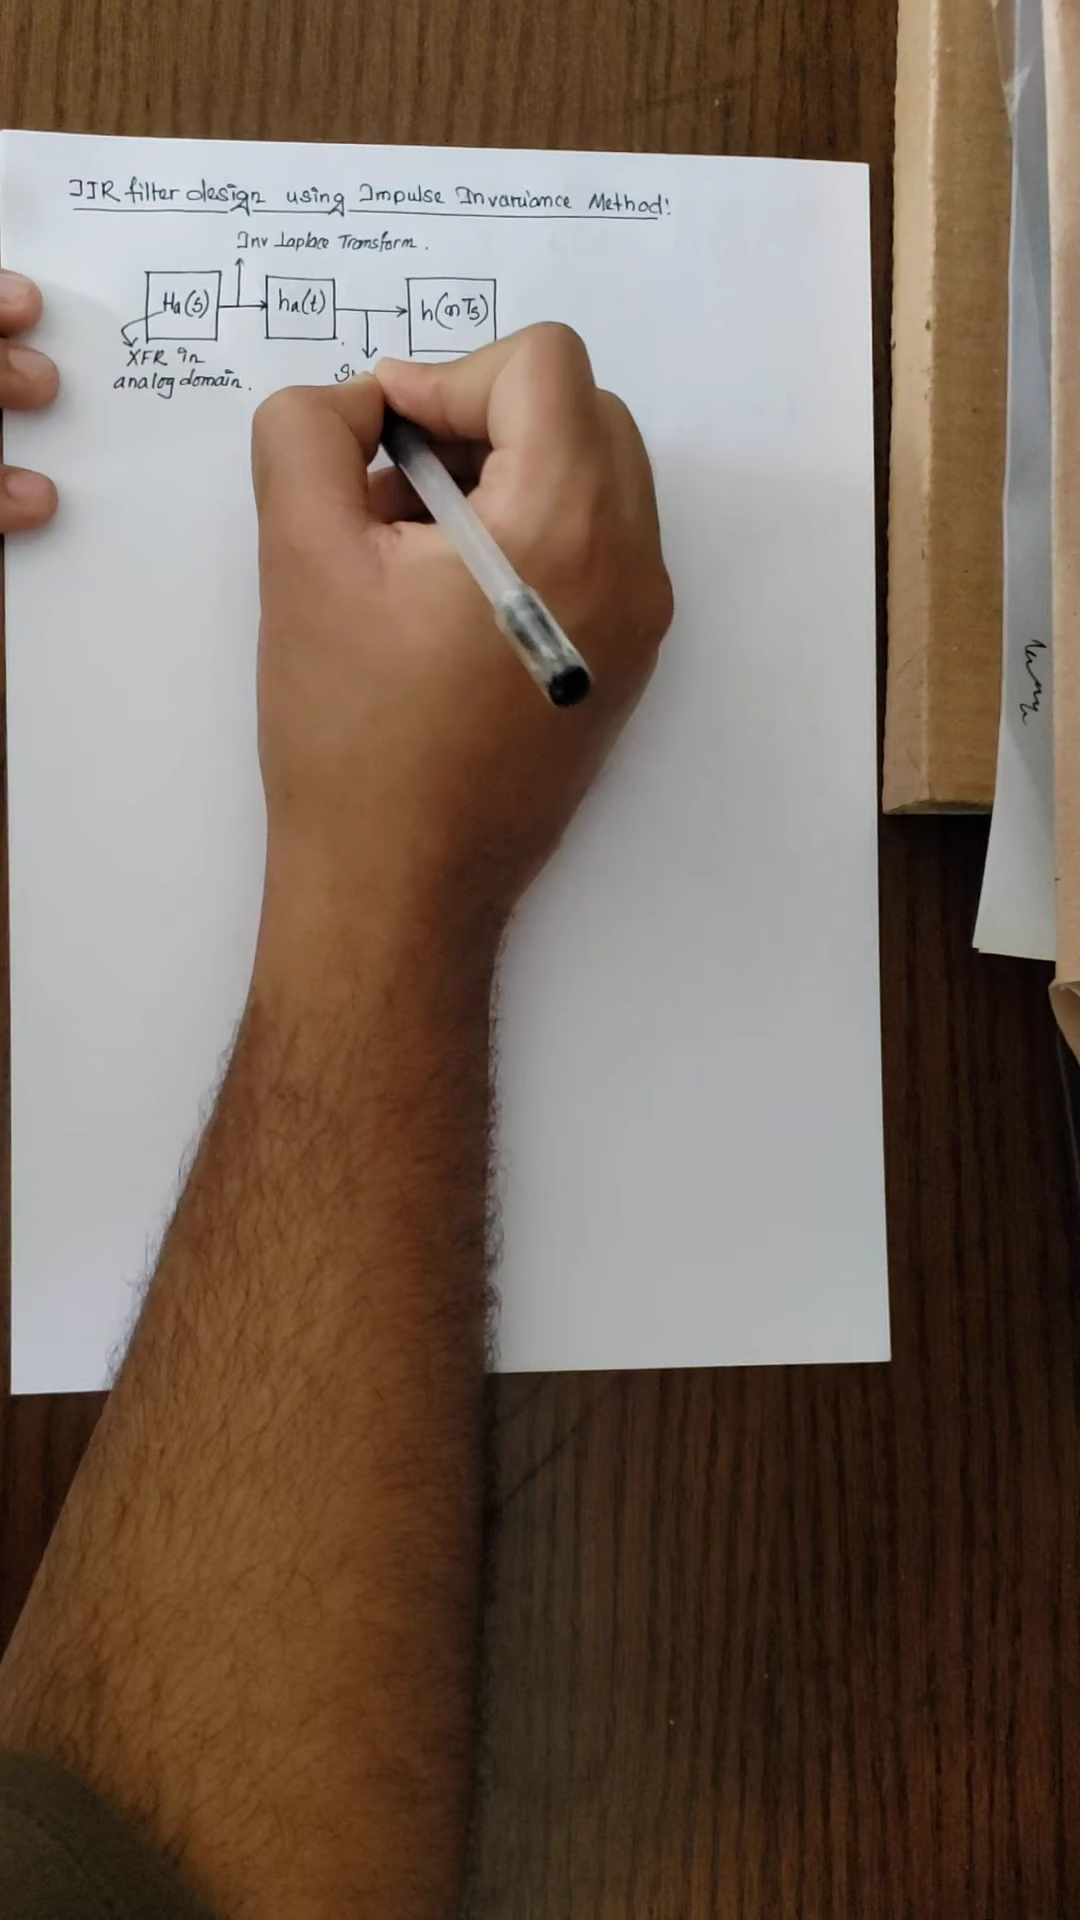 IIR filter design using Impulse Invariance Method:
Inv Laplace Transform.
Ha(s) ha(t) h(nTs)
XFR in
analog domain.